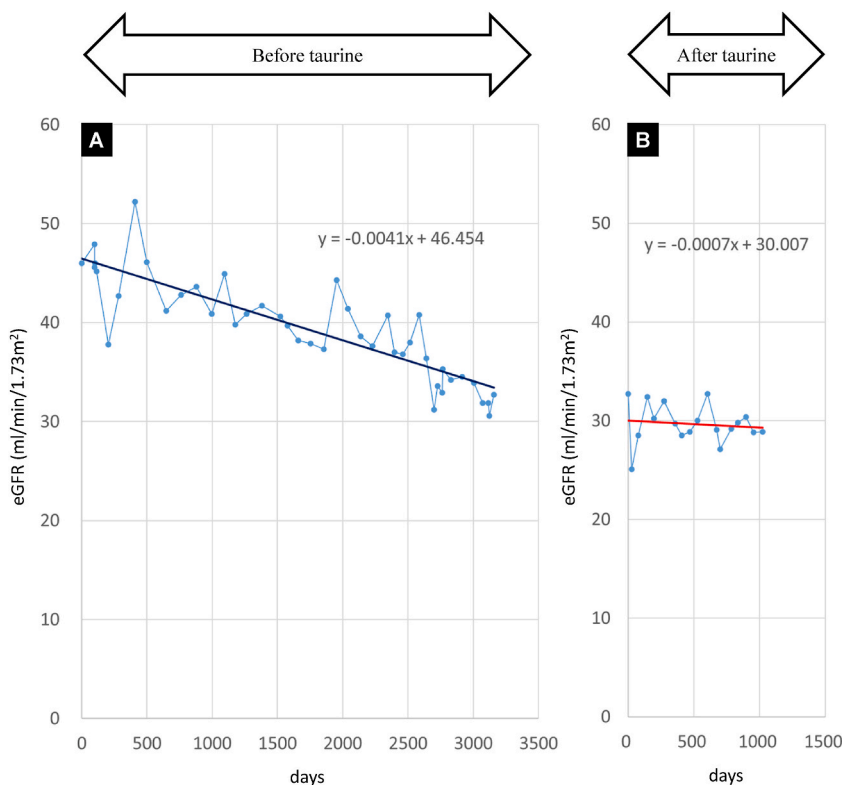 Before taurine
After taurine
A
60
50
40
30
20
10
0
y = -0.0041x + 46.454
0 500 1000 1500 2000 2500 3000 3500
eGFR (ml/min/1.73m²)
days
B
60
50
40
30
20
10
0
y = -0.0007x + 30.007
0 500 1000 1500
eGFR (ml/min/1.73m²)
days